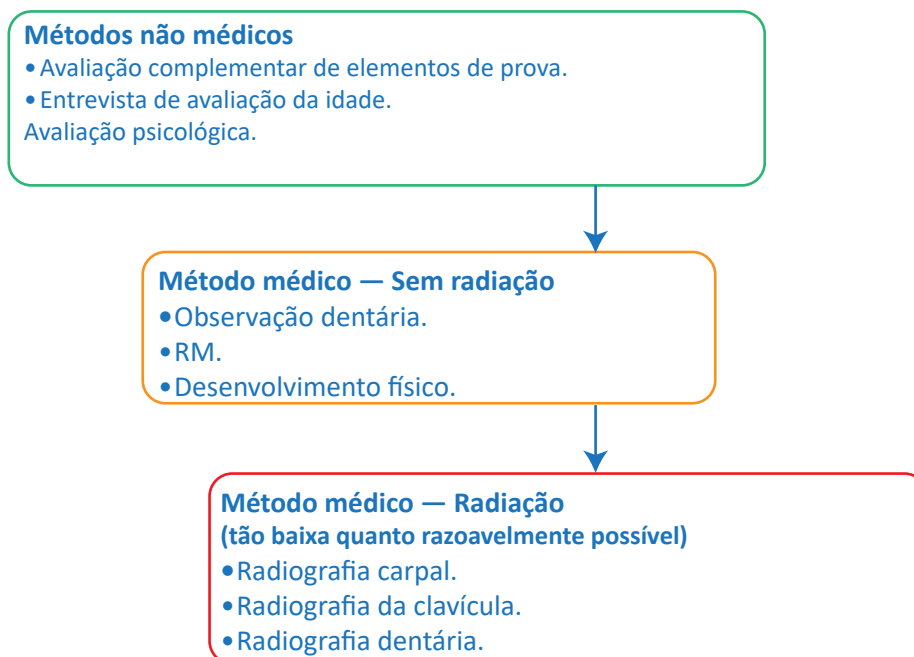 Métodos não médicos
• Avaliação complementar de elementos de prova.
• Entrevista de avaliação da idade.
Avaliação psicológica.
Método médico — Sem radiação
• Observação dentária.
• RM.
• Desenvolvimento físico.
Método médico — Radiação
(tão baixa quanto razoavelmente possível)
• Radiografia carpal.
• Radiografia da clavícula.
• Radiografia dentária.